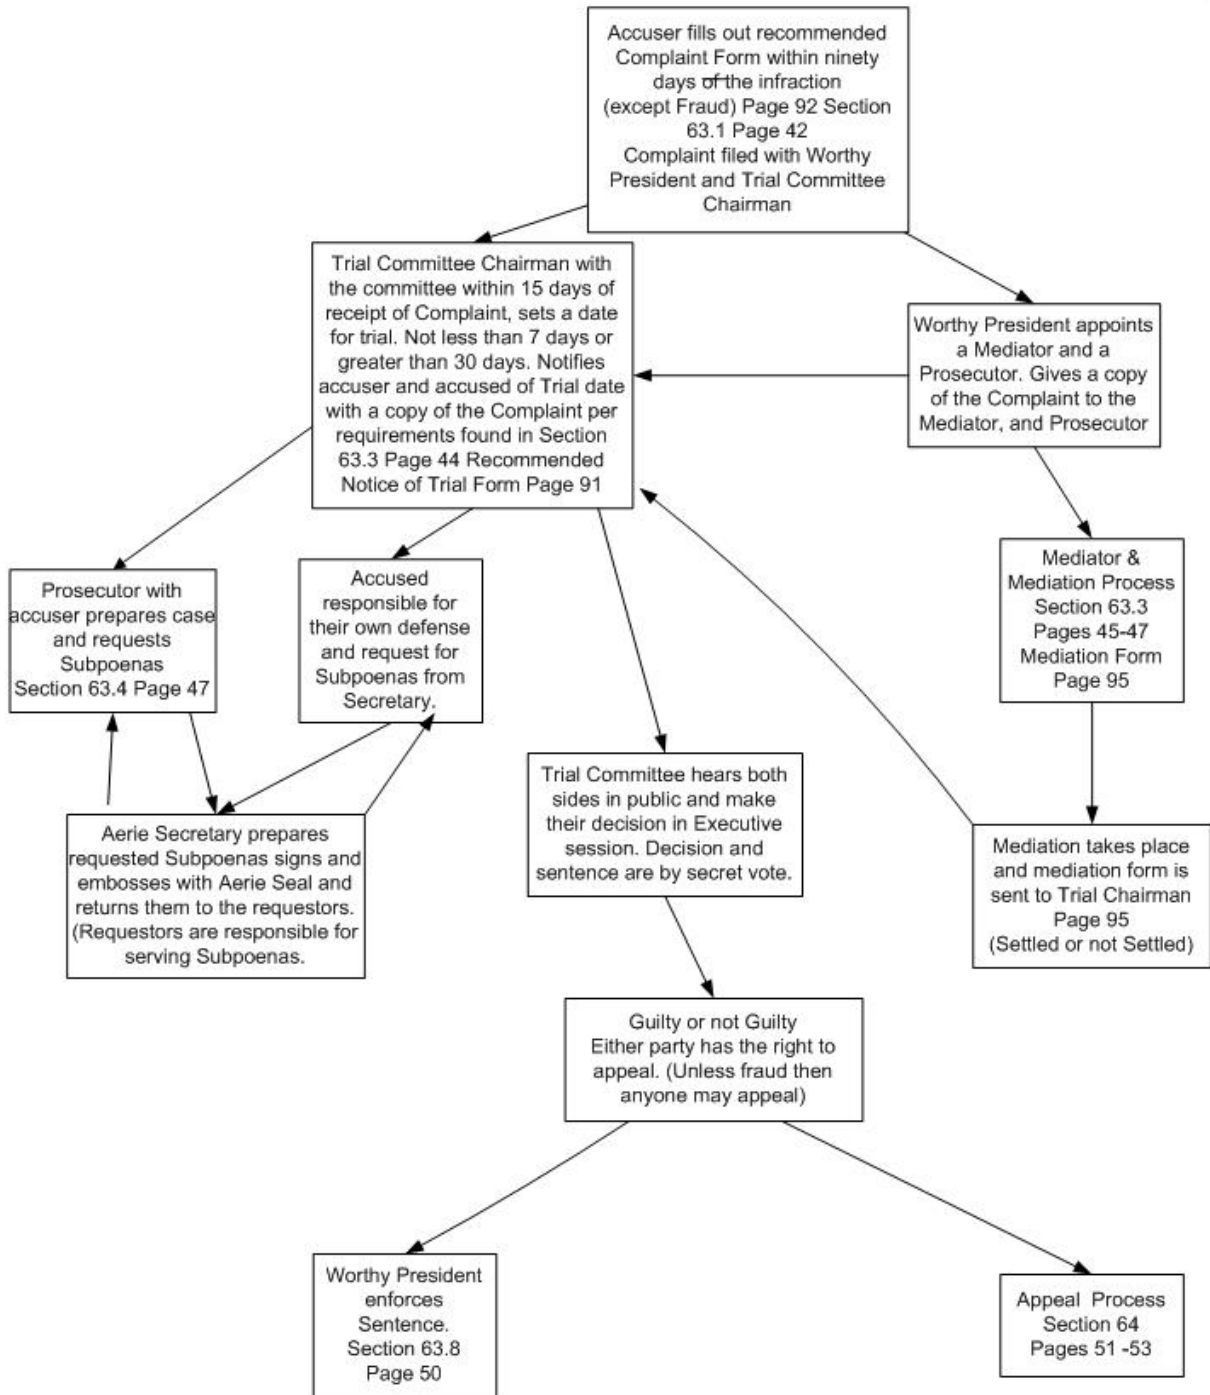 Accuser fills out recommended
Complaint Form within ninety
days of the infraction
(except Fraud) Page 92 Section
63.1 Page 42
Complaint filed with Worthy
President and Trial Committee
Chairman
Trial Committee Chairman with
the committee within 15 days of
receipt of Complaint, sets a date
for trial. Not less than 7 days or
greater than 30 days. Notifies
accuser and accused of Trial date
with a copy of the Complaint per
requirements found in Section
63.3 Page 44 Recommended
Notice of Trial Form Page 91
Worthy President appoints
a Mediator and a
Prosecutor. Gives a copy
of the Complaint to the
Mediator, and Prosecutor
Prosecutor with
accuser prepares case
and requests
Subpoenas
Section 63.4 Page 47
Accused
responsible for
their own defense
and request for
Subpoenas from
Secretary.
Mediator &
Mediation Process
Section 63.3
Pages 45-47
Mediation Form
Page 95
Trial Committee hears both
sides in public and make
their decision in Executive
session. Decision and
sentence are by secret vote.
Aerie Secretary prepares
requested Subpoenas signs and
embosses with Aerie Seal and
returns them to the requestors.
(Requestors are responsible for
serving Subpoenas.
Mediation takes place
and mediation form is
sent to Trial Chairman
Page 95
(Settled or not Settled)
Guilty or not Guilty
Either party has the right to
appeal. (Unless fraud then
anyone may appeal)
Worthy President
enforces
Sentence.
Section 63.8
Page 50
Appeal Process
Section 64
Pages 51 -53